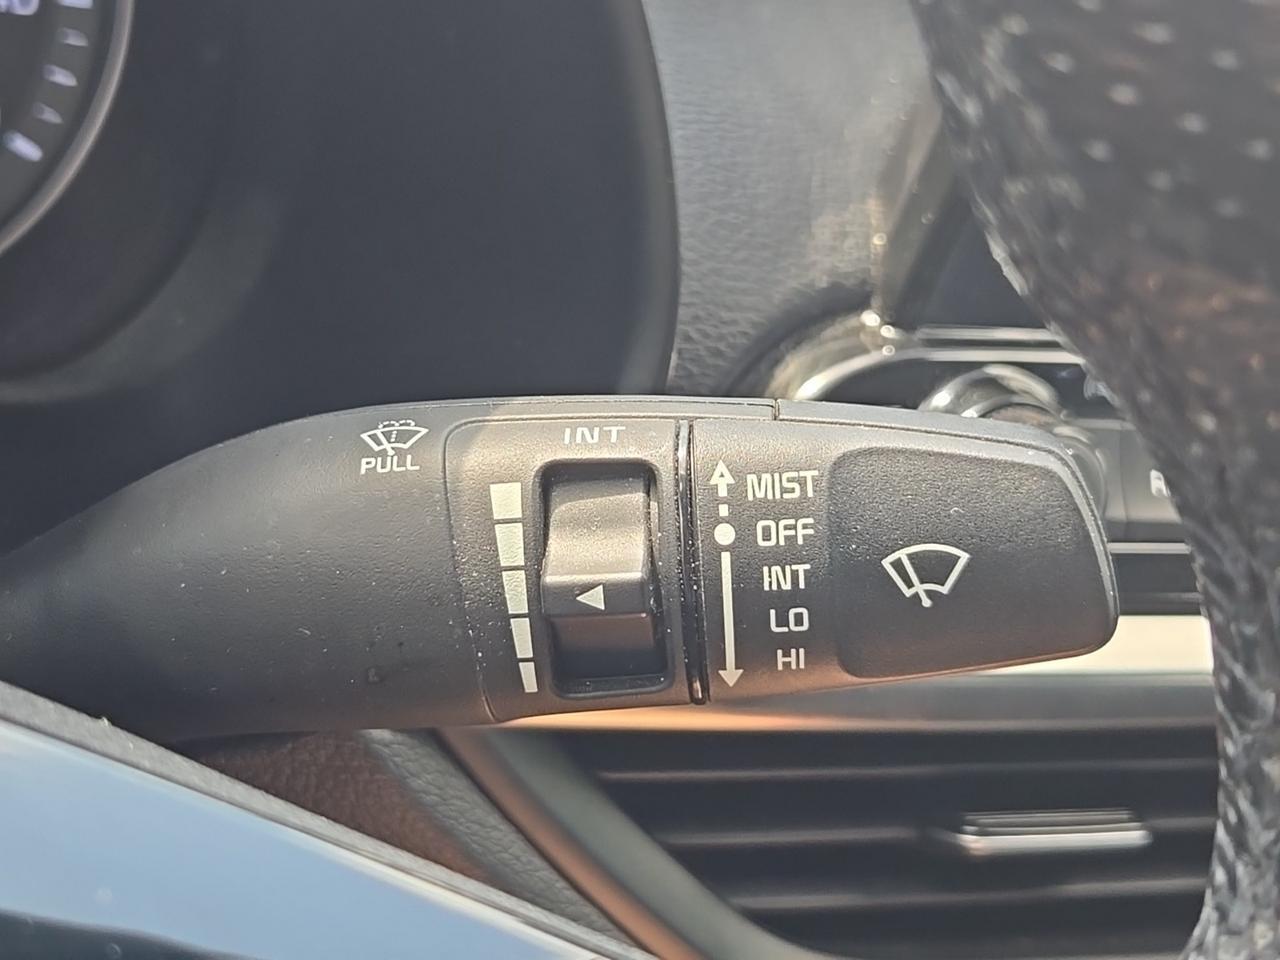 PULL
INT
MIST
OFF
INT
LO
HI